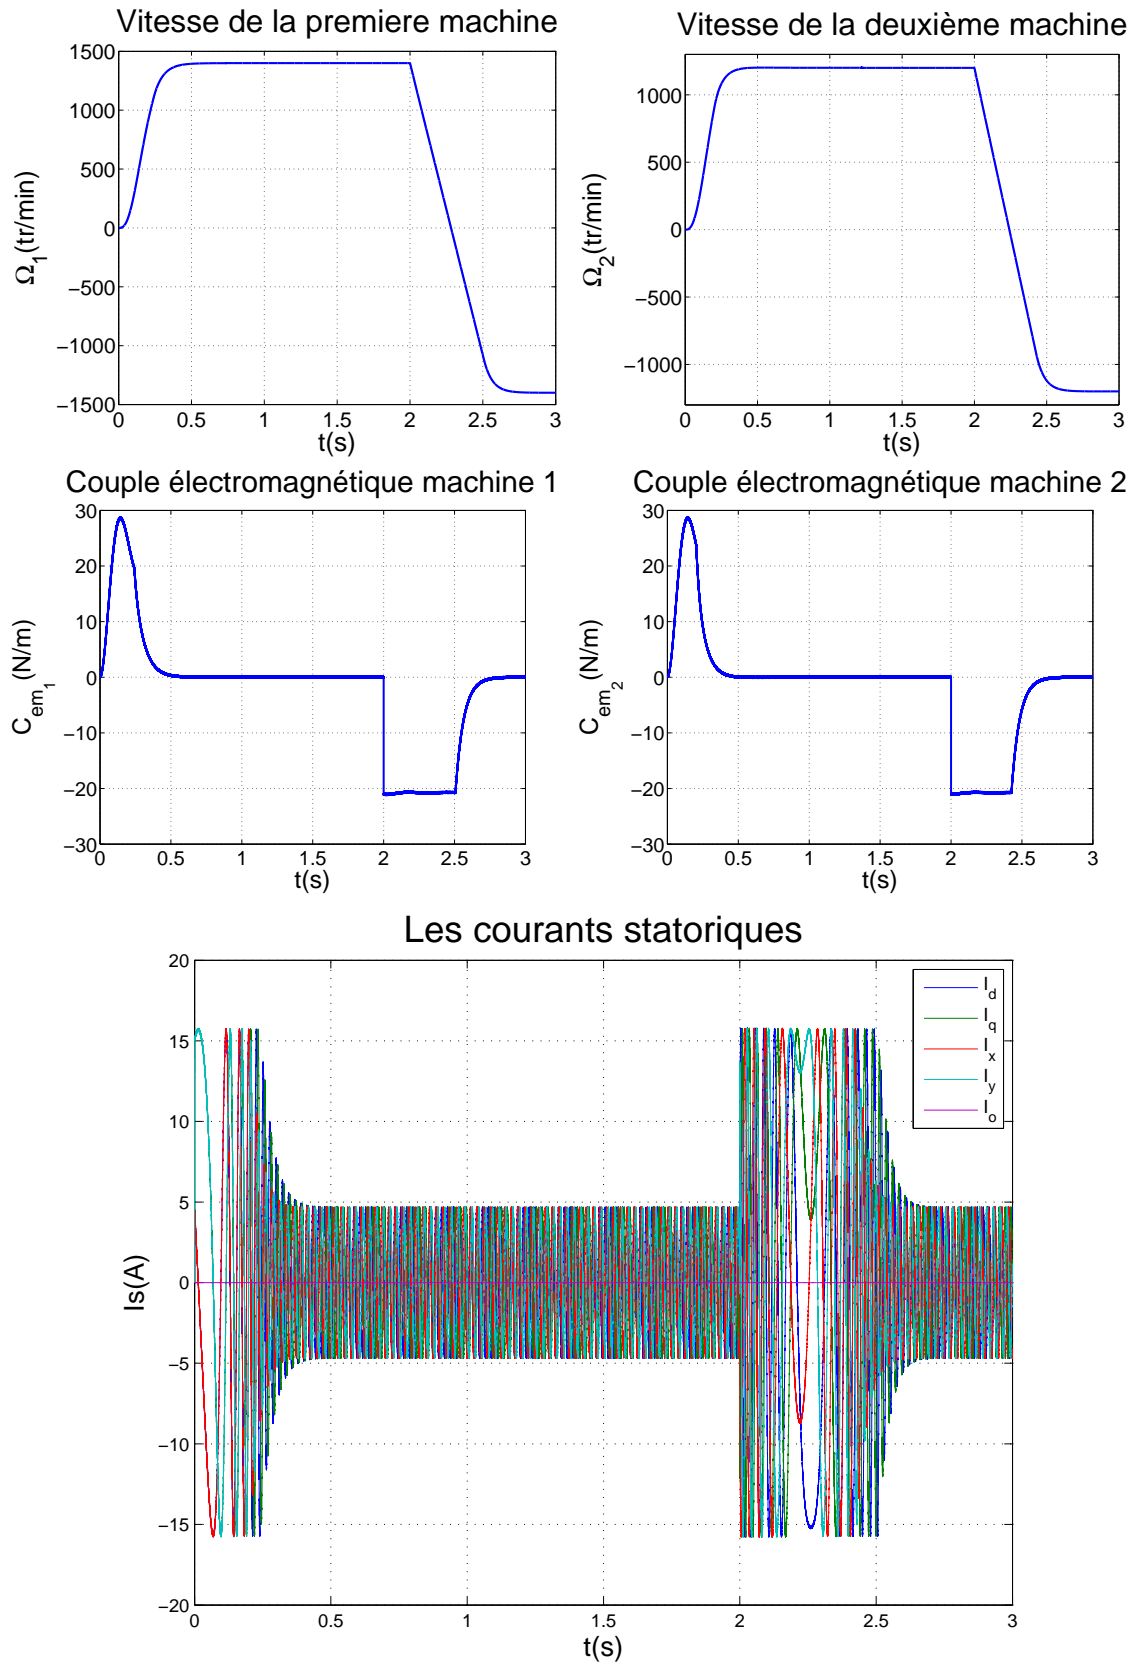 Vitesse de la premiere machine
1500
1000
500
0
−500
−1000
−1500
Ω1(tr/min)
0 0.5 1 1.5 2 2.5 3
t(s)
Vitesse de la deuxième machine
1000
500
0
−500
−1000
Ω2(tr/min)
0 0.5 1 1.5 2 2.5 3
t(s)
Couple électromagnétique machine 1
30
20
10
0
−10
−20
−30
Cem1(N/m)
0 0.5 1 1.5 2 2.5 3
t(s)
Couple électromagnétique machine 2
30
20
10
0
−10
−20
−30
Cem2(N/m)
0 0.5 1 1.5 2 2.5 3
t(s)
Les courants statoriques
20
15
10
5
0
−5
−10
−15
−20
Is(A)
Id
Iq
Ix
Iy
Io
0 0.5 1 1.5 2 2.5 3
t(s)